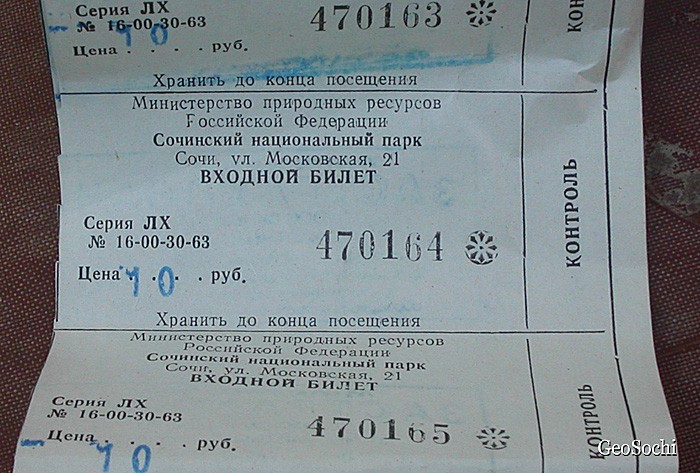 Серия ЛХ
№ 16-00-30-63
470163
Цена 10 руб.
КОН
Хранить до конца посещения
Министерство природных ресурсов
Российской Федерации
Сочинский национальный парк
Сочи, ул. Московская, 21
ВХОДНОЙ БИЛЕТ
Серия ЛХ
№ 16-00-30-63
470164
Цена . 10 . . руб.
КОНТРОЛЬ
Хранить до конца посещения
Министерство природных ресурсов
Российской Федерации
Сочинский национальный парк
Сочи, ул. Московская, 21
ВХОДНОЙ БИЛЕТ
Серия ЛХ
№ 16-00-30-63
470165
Цена 10 . . . руб.
КОНТРОЛЬ
GeoSochi